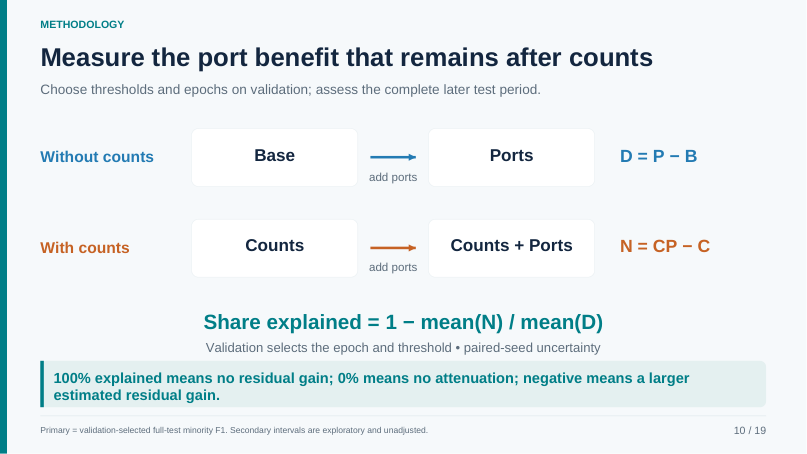 METHODOLOGY
Measure the port benefit that remains after counts
Choose thresholds and epochs on validation; assess the complete later test period.
Without counts
Base
add ports
Ports
D = P − B
With counts
Counts
add ports
Counts + Ports
N = CP − C
Share explained = 1 − mean(N) / mean(D)
Validation selects the epoch and threshold • paired-seed uncertainty
100% explained means no residual gain; 0% means no attenuation; negative means a larger
estimated residual gain.
Primary = validation-selected full-test minority F1. Secondary intervals are exploratory and unadjusted.
10 / 19